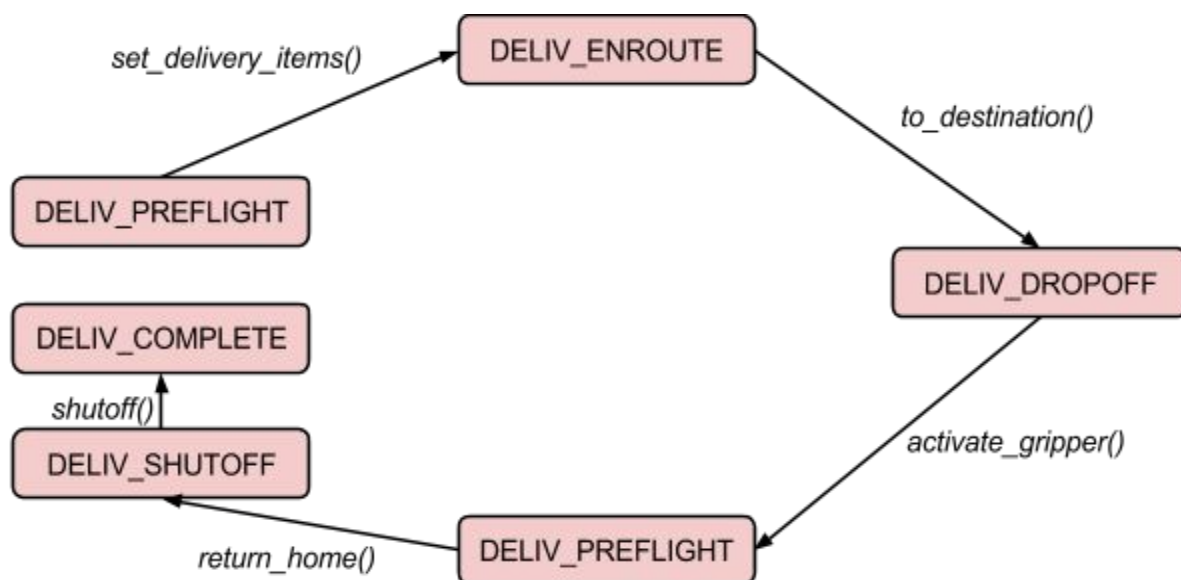 DELIV_ENROUTE
set_delivery_items()
to_destination()
DELIV_PREFLIGHT
DELIV_DROPOFF
DELIV_COMPLETE
shutoff()
activate_gripper()
DELIV_SHUTOFF
DELIV_PREFLIGHT
return_home()